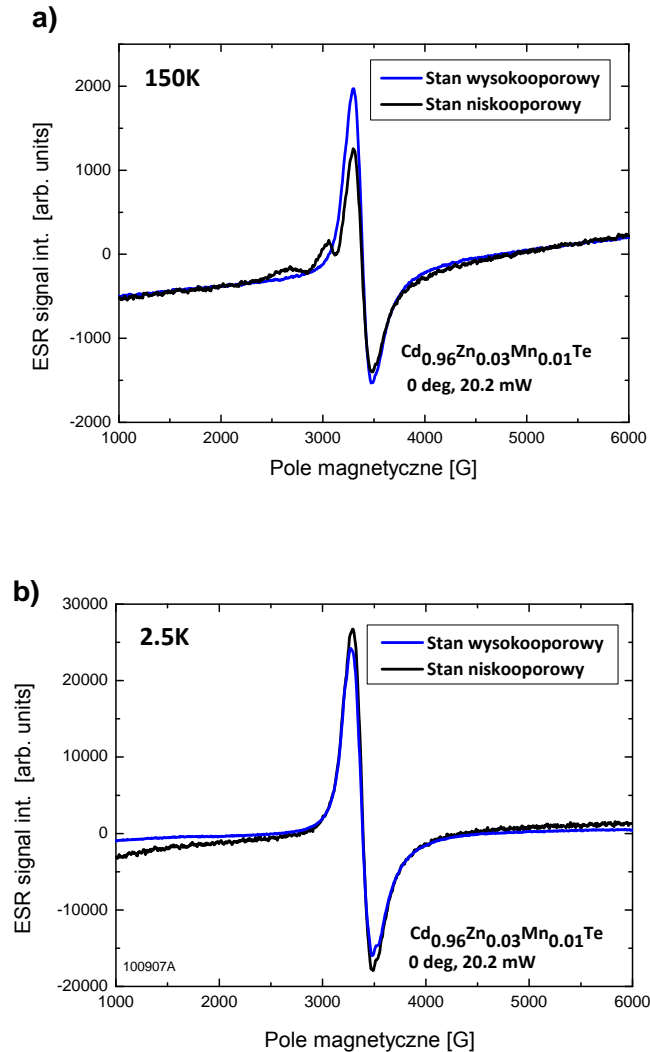 a)
150K
Stan wysokooporowy
Stan niskooporowy
2000
1000
0
-1000
-2000
ESR signal int. [arb. units]
Cd0.96Zn0.03Mn0.01Te
0 deg, 20.2 mW
1000 2000 3000 4000 5000 6000
Pole magnetyczne [G]
b)
2.5K
Stan wysokooporowy
Stan niskooporowy
30000
20000
10000
0
-10000
-20000
ESR signal int. [arb. units]
Cd0.96Zn0.03Mn0.01Te
0 deg, 20.2 mW
100907A
1000 2000 3000 4000 5000 6000
Pole magnetyczne [G]